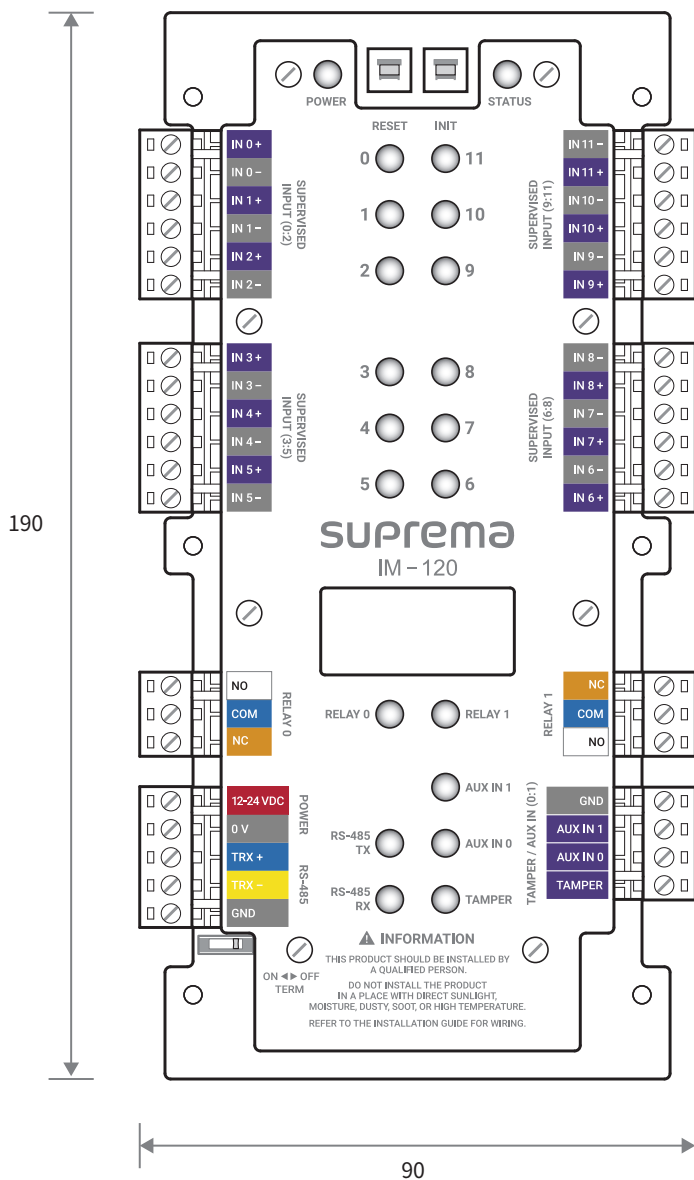 POWER
STATUS
RESET
INIT
IN 0 +
IN 0 –
IN 1 +
IN 1 –
IN 2 +
IN 2 –
SUPERVISED
INPUT (0:2)
0
11
1
10
2
9
SUPERVISED
INPUT (9:11)
IN 11 –
IN 11 +
IN 10 –
IN 10 +
IN 9 –
IN 9 +
IN 3 +
IN 3 –
IN 4 +
IN 4 –
IN 5 +
IN 5 –
SUPERVISED
INPUT (3:5)
3
8
4
7
5
6
SUPERVISED
INPUT (6:8)
IN 8 –
IN 8 +
IN 7 –
IN 7 +
IN 6 –
IN 6 +
190
suprema
IM – 120
NO
COM
NC
RELAY 0
RELAY 0
RELAY 1
RELAY 1
NC
COM
NO
12-24 VDC
0 V
TRX +
TRX –
GND
POWER
RS-485
AUX IN 1
RS-485
TX
AUX IN 0
RS-485
RX
TAMPER
TAMPER / AUX IN (0:1)
GND
AUX IN 1
AUX IN 0
TAMPER
ON ◀▶ OFF
TERM
INFORMATION
THIS PRODUCT SHOULD BE INSTALLED BY
A QUALIFIED PERSON.
DO NOT INSTALL THE PRODUCT
IN A PLACE WITH DIRECT SUNLIGHT,
MOISTURE, DUSTY, SOOT, OR HIGH TEMPERATURE.
REFER TO THE INSTALLATION GUIDE FOR WIRING.
90